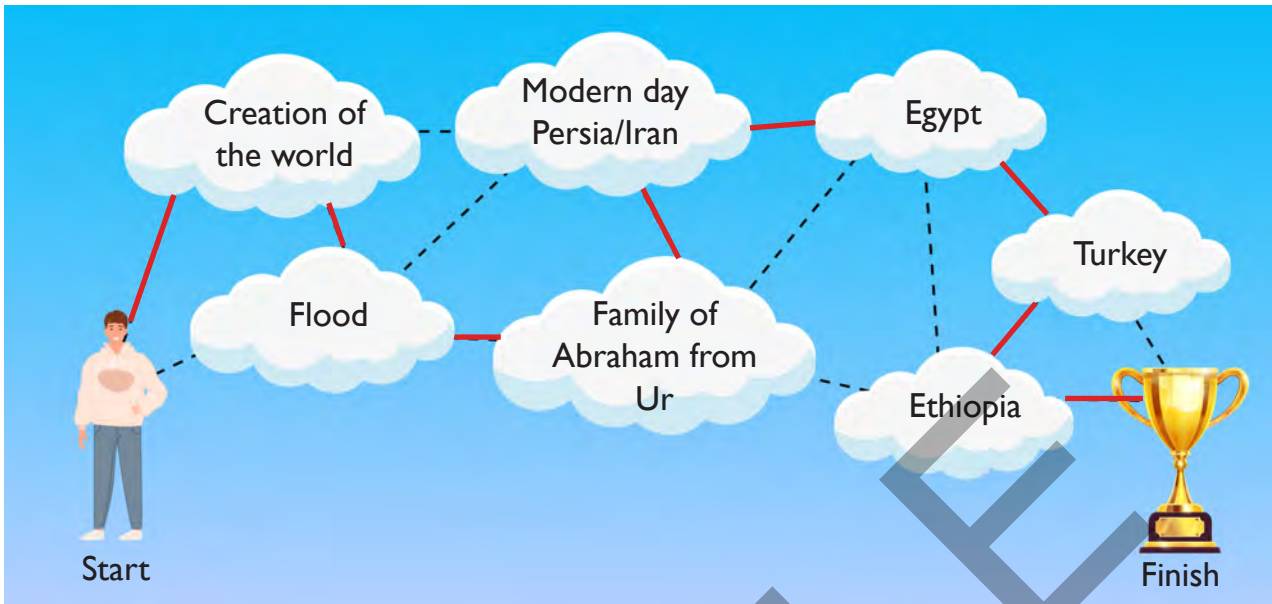 Creation of
the world
Modern day
Persia/Iran
Egypt
Turkey
Flood
Family of
Abraham from
Ur
Ethiopia
Start
Finish